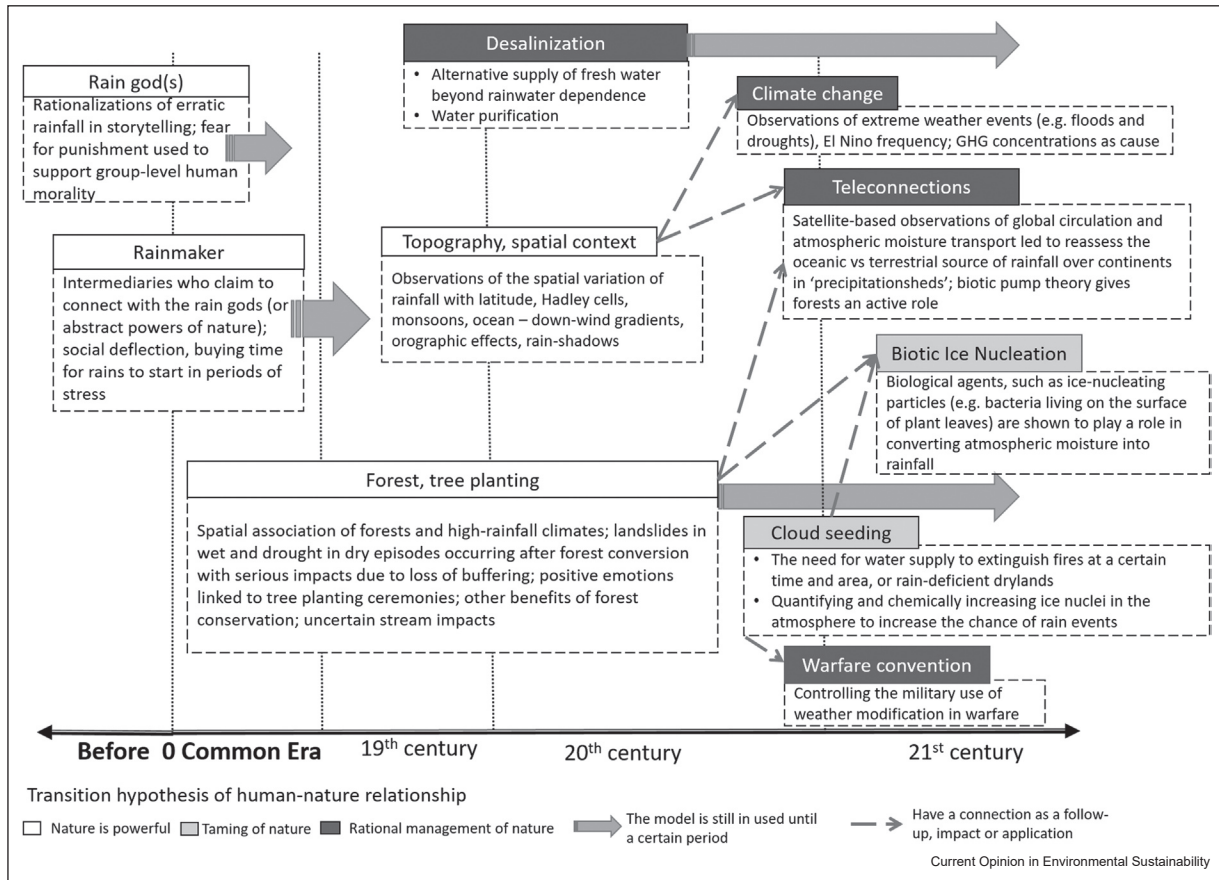 Desalinization
• Alternative supply of fresh water
beyond rainwater dependence
• Water purification
Rain god(s)
Rationalizations of erratic
rainfall in storytelling; fear
for punishment used to
support group-level human
morality
Climate change
Observations of extreme weather events (e.g. floods and
droughts), El Nino frequency; GHG concentrations as cause
Teleconnections
Satellite-based observations of global circulation and
atmospheric moisture transport led to reassess the
oceanic vs terrestrial source of rainfall over continents
in ‘precipitationsheds’; biotic pump theory gives
forests an active role
Rainmaker
Intermediaries who claim to
connect with the rain gods (or
abstract powers of nature);
social deflection, buying time
for rains to start in periods of
stress
Topography, spatial context
Observations of the spatial variation of
rainfall with latitude, Hadley cells,
monsoons, ocean – down-wind gradients,
orographic effects, rain-shadows
Biotic Ice Nucleation
Biological agents, such as ice-nucleating
particles (e.g. bacteria living on the surface
of plant leaves) are shown to play a role in
converting atmospheric moisture into
rainfall
Forest, tree planting
Spatial association of forests and high-rainfall climates; landslides in
wet and drought in dry episodes occurring after forest conversion
with serious impacts due to loss of buffering; positive emotions
linked to tree planting ceremonies; other benefits of forest
conservation; uncertain stream impacts
Cloud seeding
• The need for water supply to extinguish fires at a certain
time and area, or rain-deficient drylands
• Quantifying and chemically increasing ice nuclei in the
atmosphere to increase the chance of rain events
Warfare convention
Controlling the military use of
weather modification in warfare
Before 0 Common Era 19th century 20th century 21st century
Transition hypothesis of human-nature relationship
Nature is powerful Taming of nature Rational management of nature
The model is still in used until
a certain period
Have a connection as a follow-
up, impact or application
Current Opinion in Environmental Sustainability